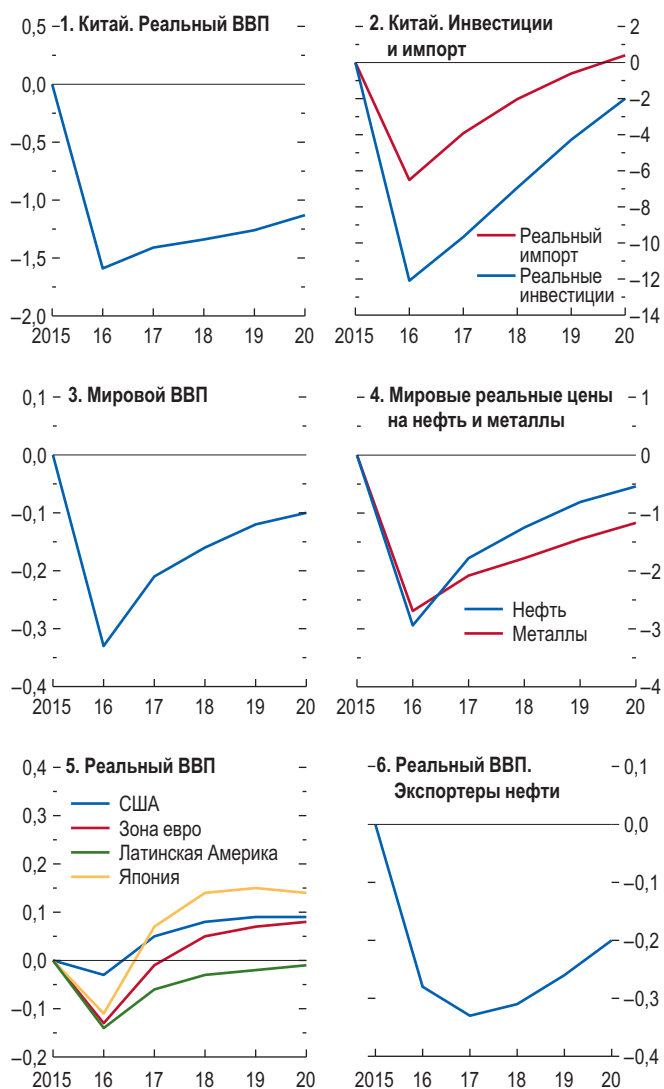 1. Китай. Реальный ВВП
0,5
0,0
–0,5
–1,0
–1,5
–2,0
2015 16 17 18 19 20
2. Китай. Инвестиции
и импорт
2
0
–2
–4
–6
–8
–10
–12
–14
Реальный
импорт
Реальные
инвестиции
2015 16 17 18 19 20
3. Мировой ВВП
0,1
0,0
–0,1
–0,2
–0,3
–0,4
2015 16 17 18 19 20
4. Мировые реальные цены
на нефть и металлы
1
0
–1
–2
–3
–4
Нефть
Металлы
2015 16 17 18 19 20
5. Реальный ВВП
0,4
0,3
0,2
0,1
0,0
–0,1
–0,2
США
Зона евро
Латинская Америка
Япония
2015 16 17 18 19 20
6. Реальный ВВП.
Экспортеры нефти
0,1
0,0
–0,1
–0,2
–0,3
–0,4
2015 16 17 18 19 20